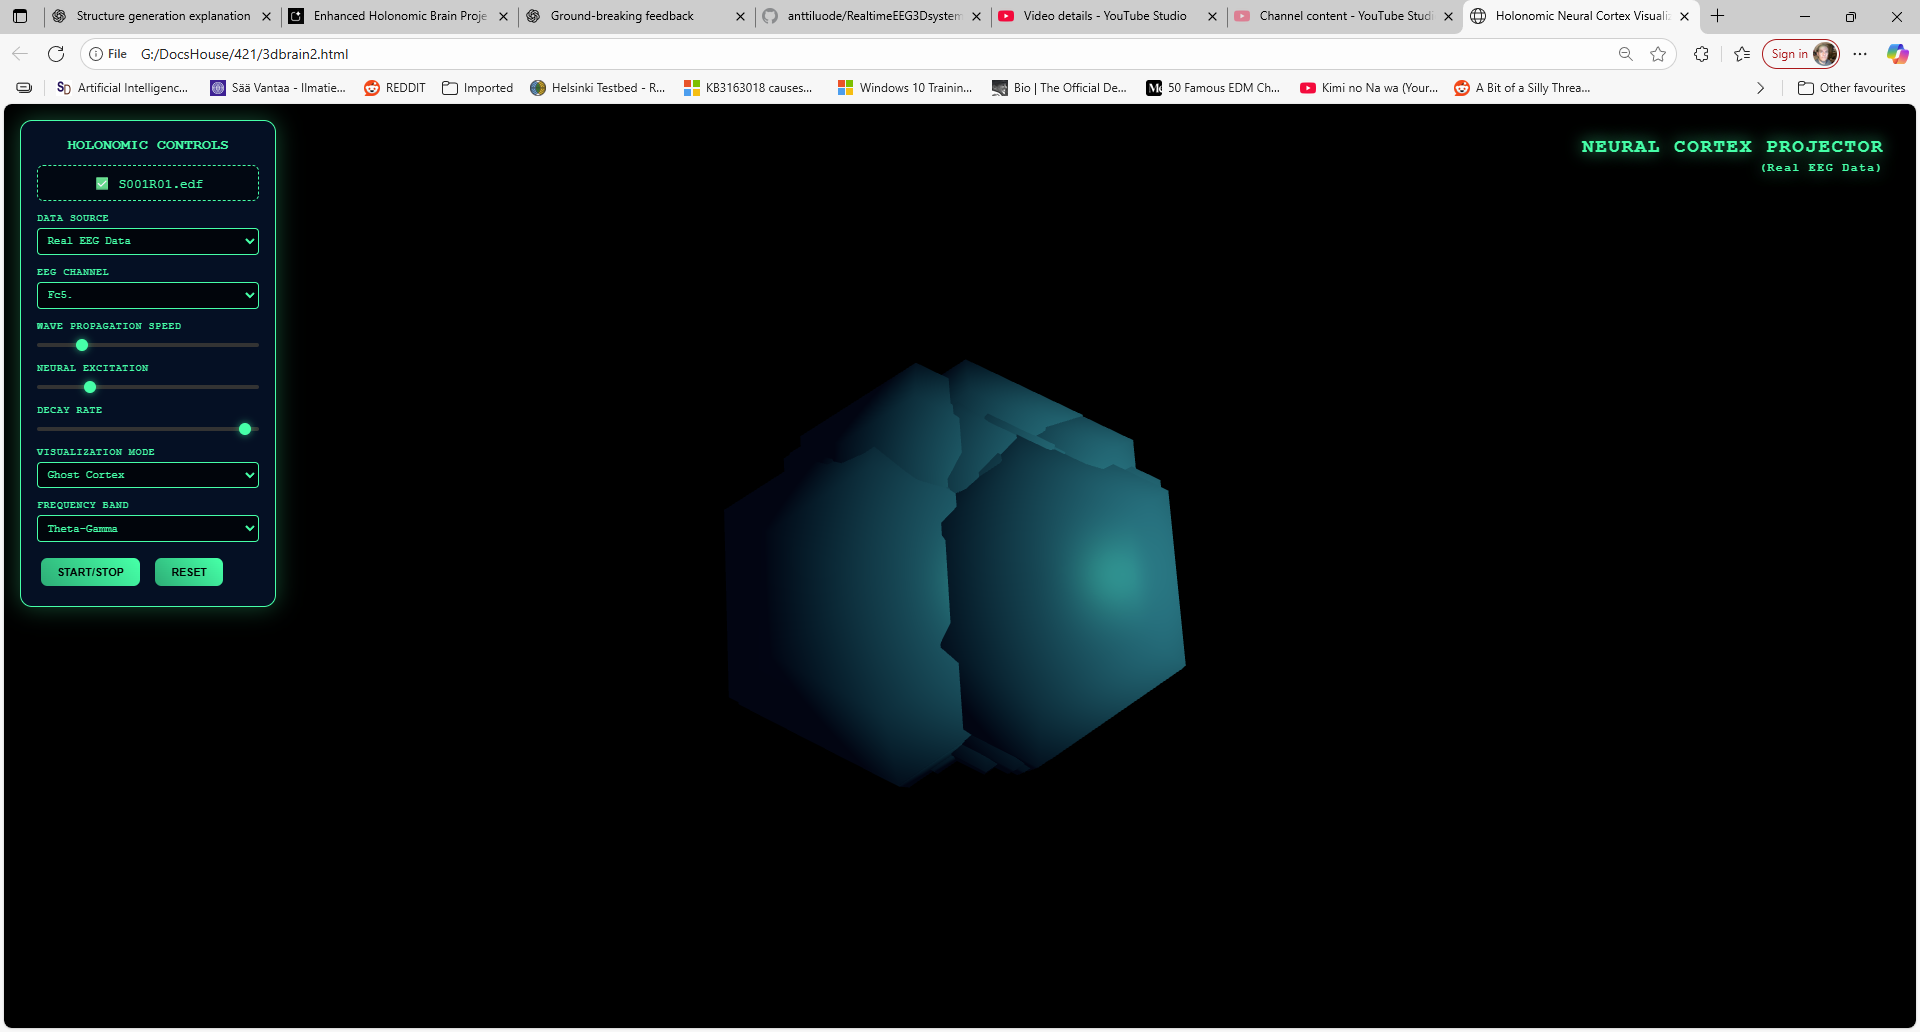 Structure generation explanation
Enhanced Holonomic Brain Proje
Ground-breaking feedback
anttiluode/RealtimeEEG3Dsystem
Video details - YouTube Studio
Channel content - YouTube Studi
Holonomic Neural Cortex Visualiz
File
G:/DocsHouse/421/3dbrain2.html
Sign in
SD
Artificial Intelligenc...
Sää Vantaa - Ilmatie...
REDDIT
Imported
Helsinki Testbed - R...
KB3163018 causes...
Windows 10 Trainin...
Bio | The Official De...
50 Famous EDM Ch...
Kimi no Na wa (Your...
A Bit of a Silly Threa...
Other favourites
HOLONOMIC CONTROLS
S001R01.edf
DATA SOURCE
Real EEG Data
EEG CHANNEL
Fc5.
WAVE PROPAGATION SPEED
NEURAL EXCITATION
DECAY RATE
VISUALIZATION MODE
Ghost Cortex
FREQUENCY BAND
Theta-Gamma
START/STOP
RESET
NEURAL CORTEX PROJECTOR
(Real EEG Data)